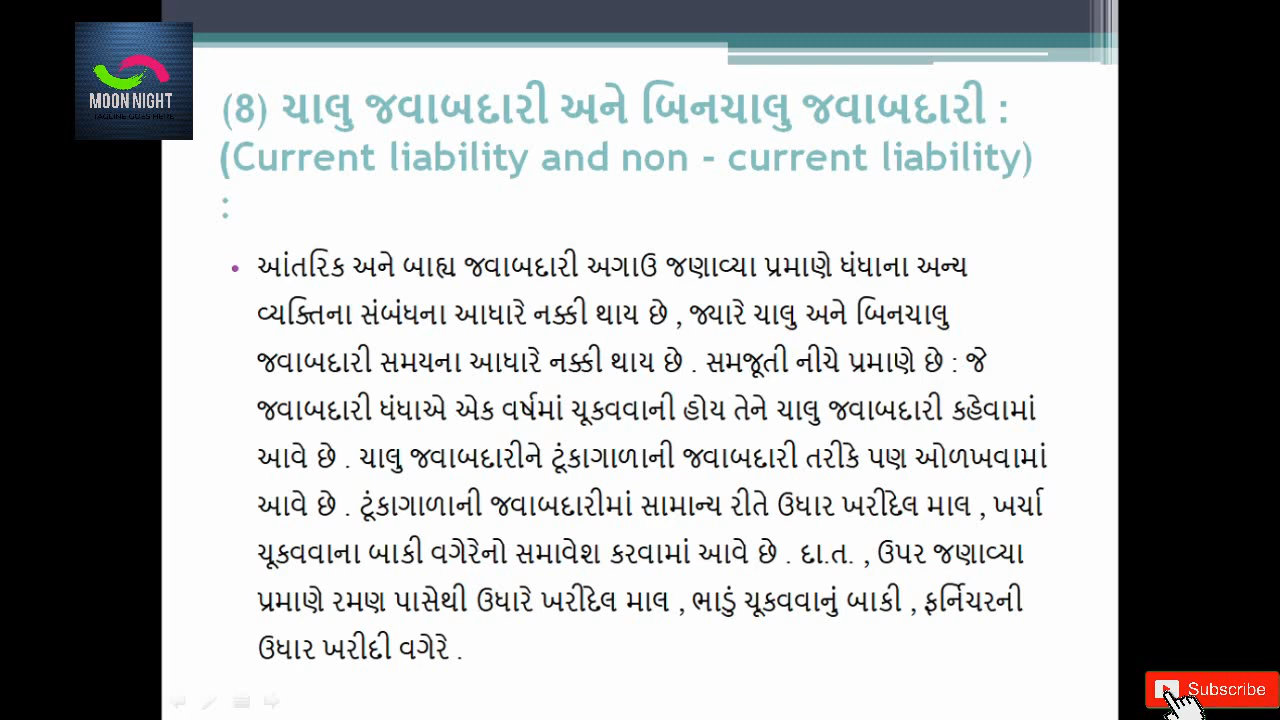 MOON NIGHT
TAGLINE GOES HERE
(8) ચાલુ જવાબદારી અને બિનચાલુ જવાબદારી :
(Current liability and non - current liability)
:
• આંતરિક અને બાહ્ય જવાબદારી અગાઉ જણાવ્યા પ્રમાણે ધંધાના અન્ય
વ્યક્તિના સંબંધના આધારે નક્કી થાય છે , જ્યારે ચાલુ અને બિનચાલુ
જવાબદારી સમયના આધારે નક્કી થાય છે . સમજૂતી નીચે પ્રમાણે છે : જે
જવાબદારી ધંધાએ એક વર્ષમાં ચૂકવવાની હોય તેને ચાલુ જવાબદારી કહેવામાં
આવે છે . ચાલુ જવાબદારીને ટૂંકાગાળાની જવાબદારી તરીકે પણ ઓળખવામાં
આવે છે . ટૂંકાગાળાની જવાબદારીમાં સામાન્ય રીતે ઉધાર ખરીદેલ માલ , ખર્ચા
ચૂકવવાના બાકી વગેરેનો સમાવેશ કરવામાં આવે છે . દા.ત. , ઉપર જણાવ્યા
પ્રમાણે રમણ પાસેથી ઉધારે ખરીદેલ માલ , ભાડું ચૂકવવાનું બાકી , ફર્નિચરની
ઉધાર ખરીદી વગેરે .
Subscribe